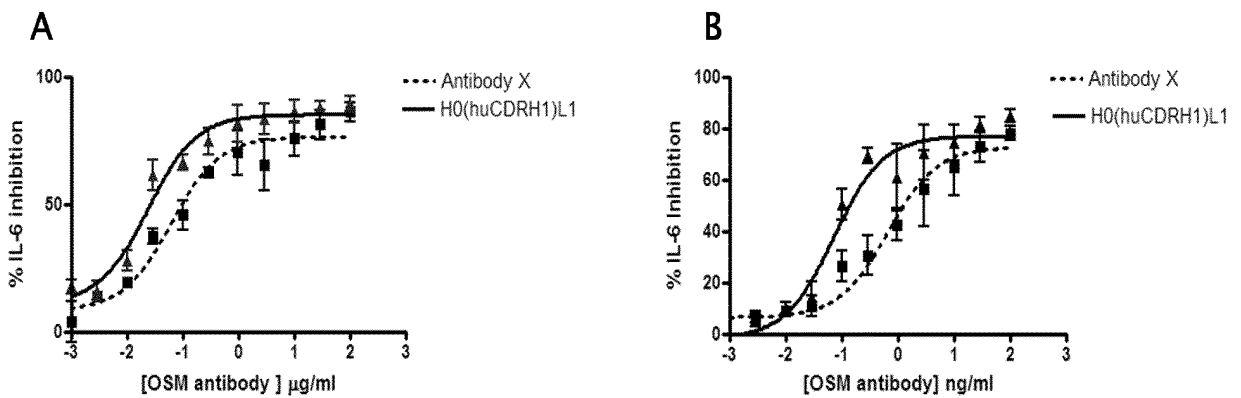 A
Antibody X
H0(huCDRH1)L1
% IL-6 inhibition
100
50
0
-3 -2 -1 0 1 2 3
[OSM antibody ] µg/ml
B
Antibody X
H0(huCDRH1)L1
% IL-6 Inhibition
100
80
60
40
20
0
-3 -2 -1 0 1 2 3
[OSM antibody] ng/ml